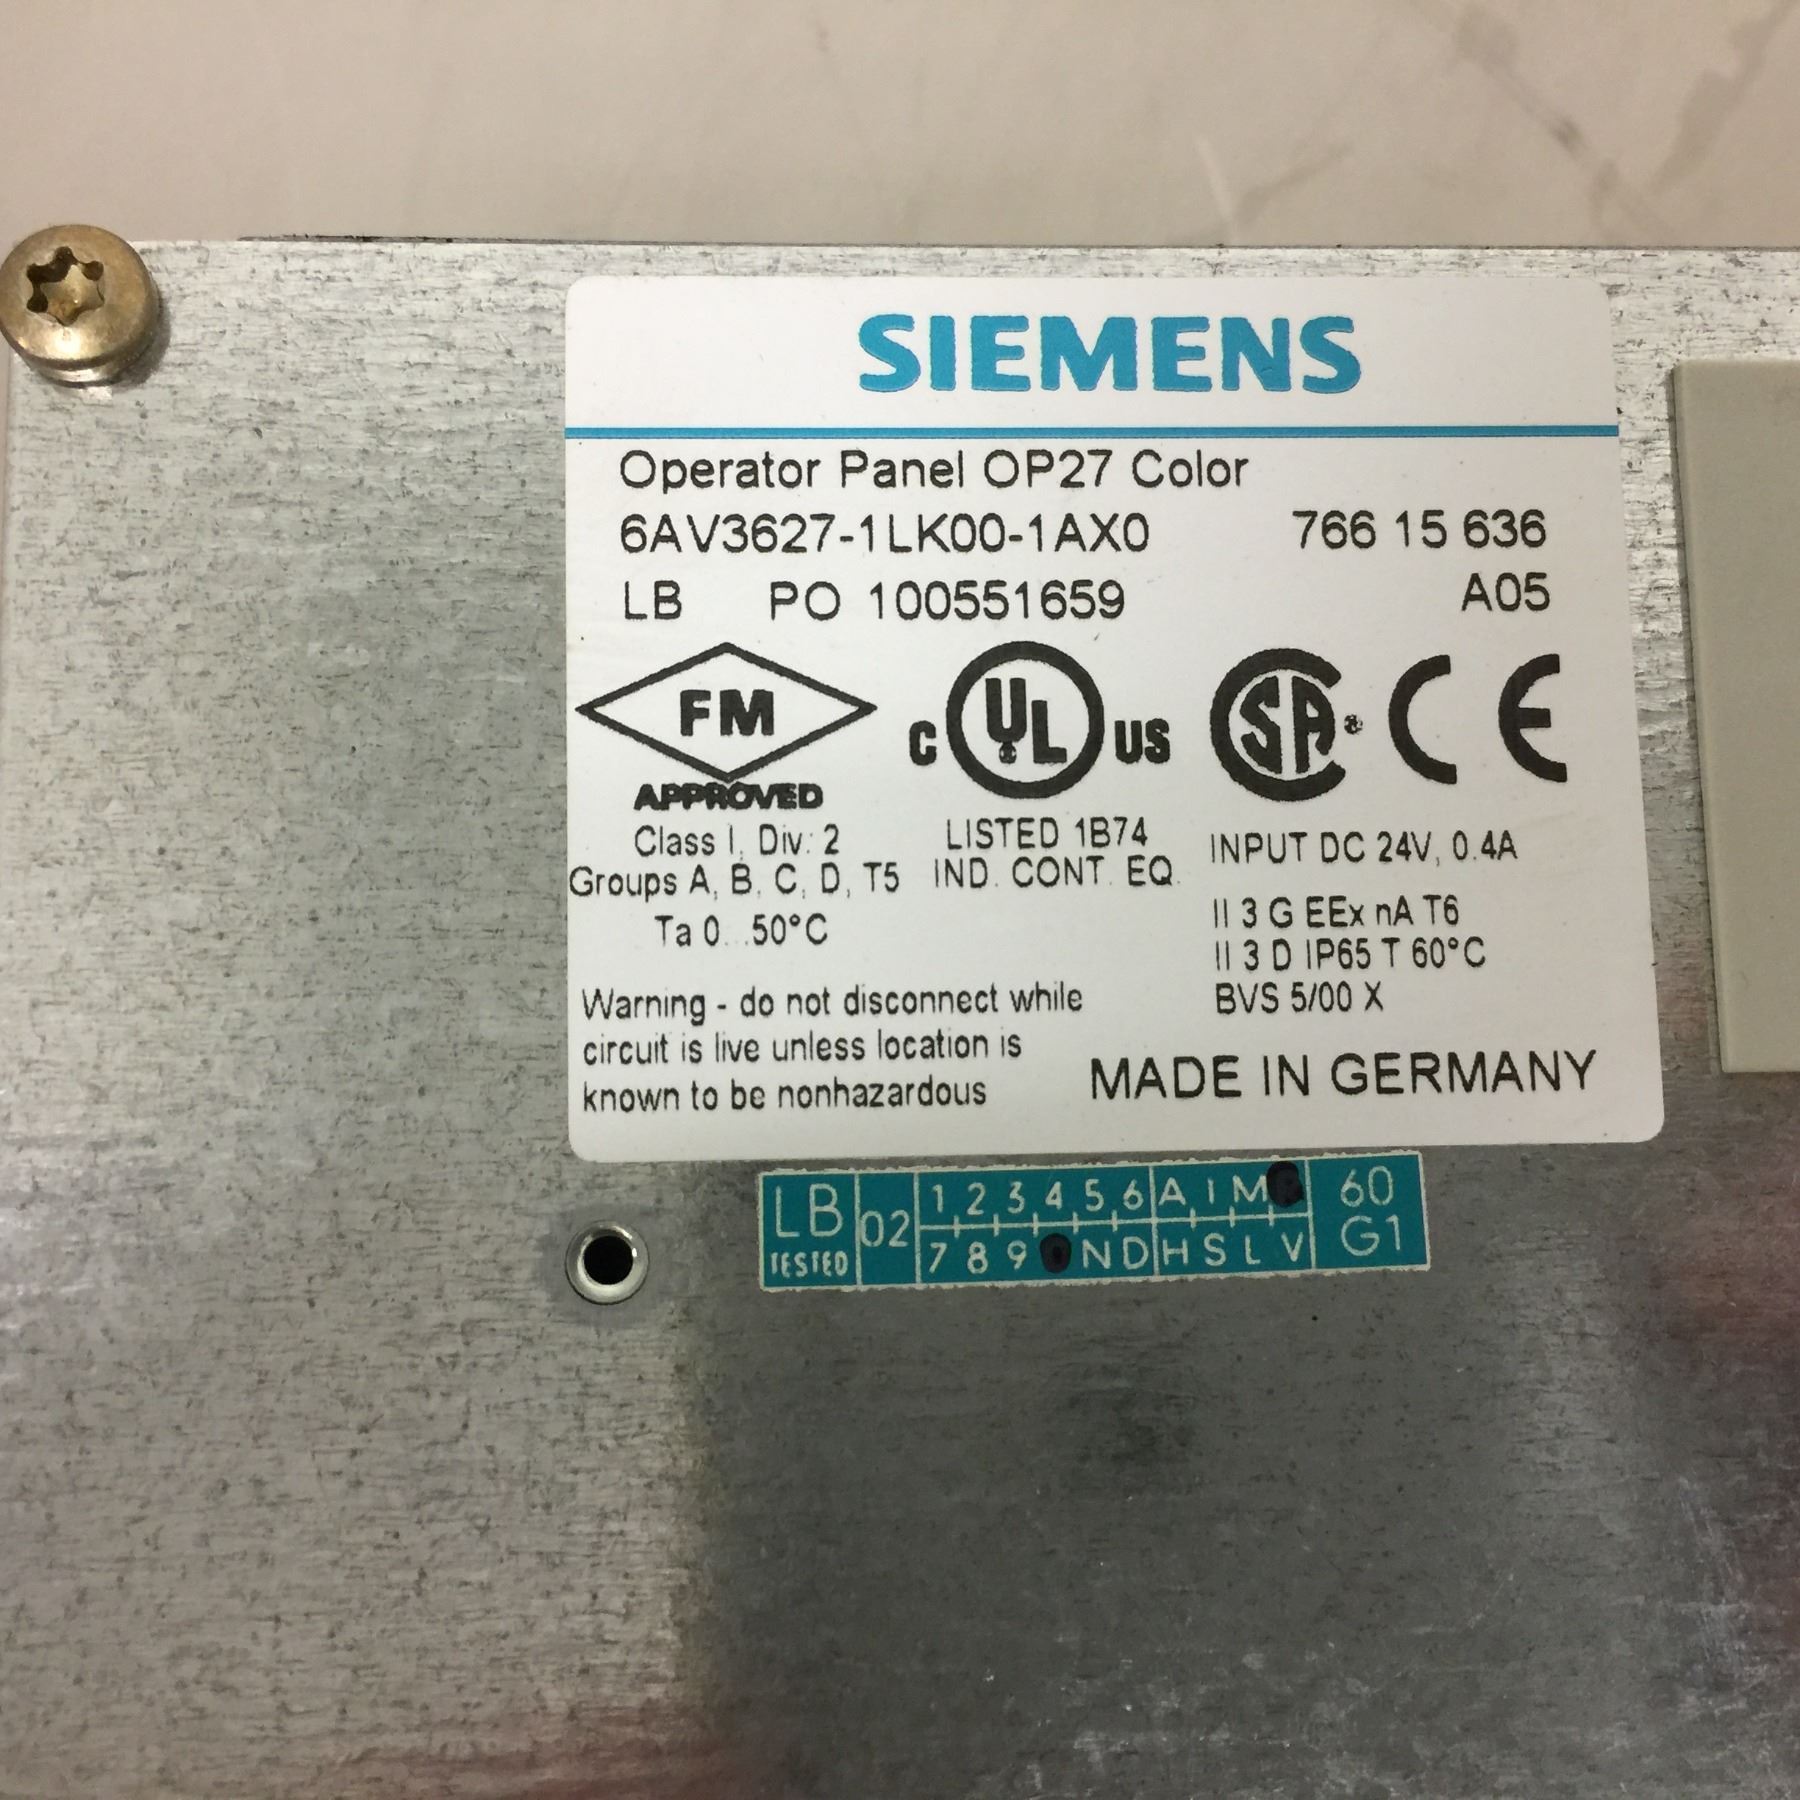 SIEMENS
Operator Panel OP27 Color
6AV3627-1LK00-1AX0 766 15 636
LB PO 100551659 A05
FM
APPROVED
C UL US
SA ®
CE
Class I, Div. 2
Groups A, B, C, D, T5
Ta 0...50°C
LISTED 1B74
IND. CONT. EQ.
INPUT DC 24V, 0.4A
II 3 G EEx nA T6
II 3 D IP65 T 60°C
BVS 5/00 X
Warning - do not disconnect while
circuit is live unless location is
known to be nonhazardous
MADE IN GERMANY
LB TESTED
02
1 2 3 4 5 6 A I M
7 8 9 N D H S L V
60
G1